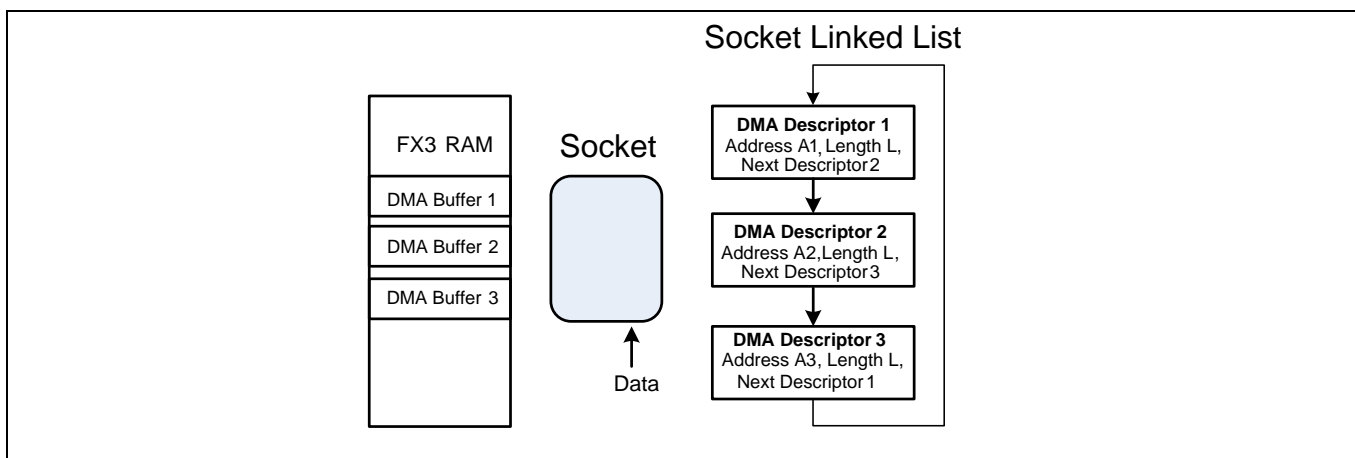 Socket Linked List
FX3 RAM
DMA Buffer 1
DMA Buffer 2
DMA Buffer 3
Socket
Data
DMA Descriptor 1
Address A1, Length L,
Next Descriptor 2
DMA Descriptor 2
Address A2,Length L,
Next Descriptor 3
DMA Descriptor 3
Address A3, Length L,
Next Descriptor 1